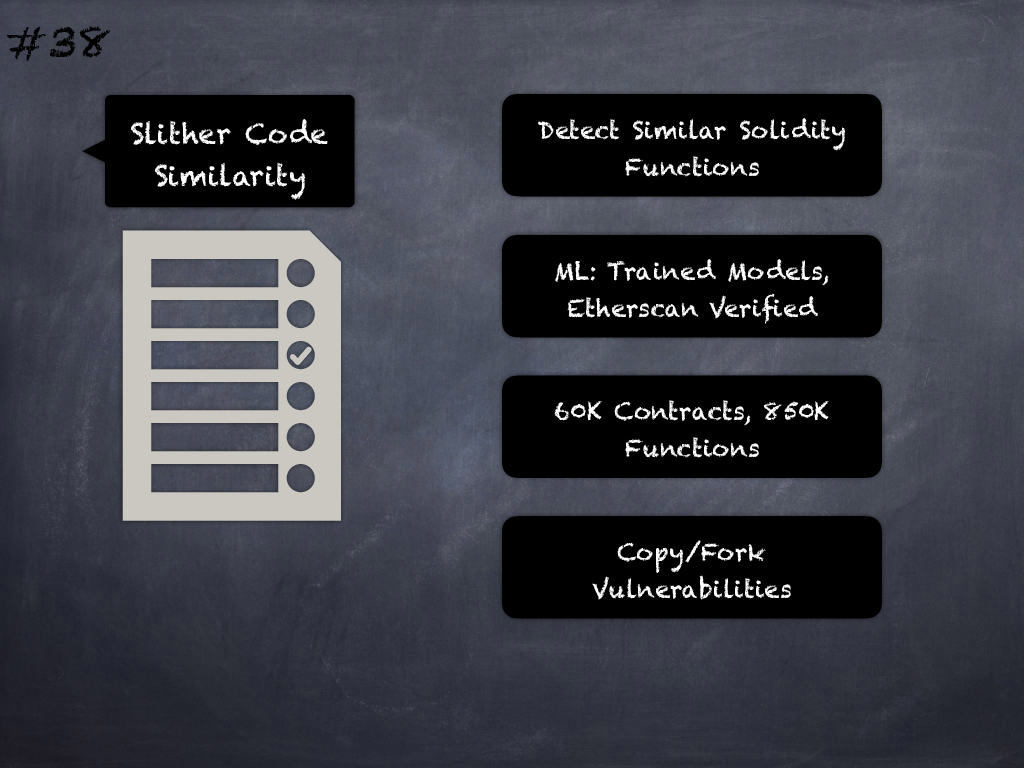 #38
Slither Code
Similarity
Detect Similar Solidity
Functions
ML: Trained Models,
Etherscan Verified
60K Contracts, 850K
Functions
Copy/Fork
Vulnerabilities